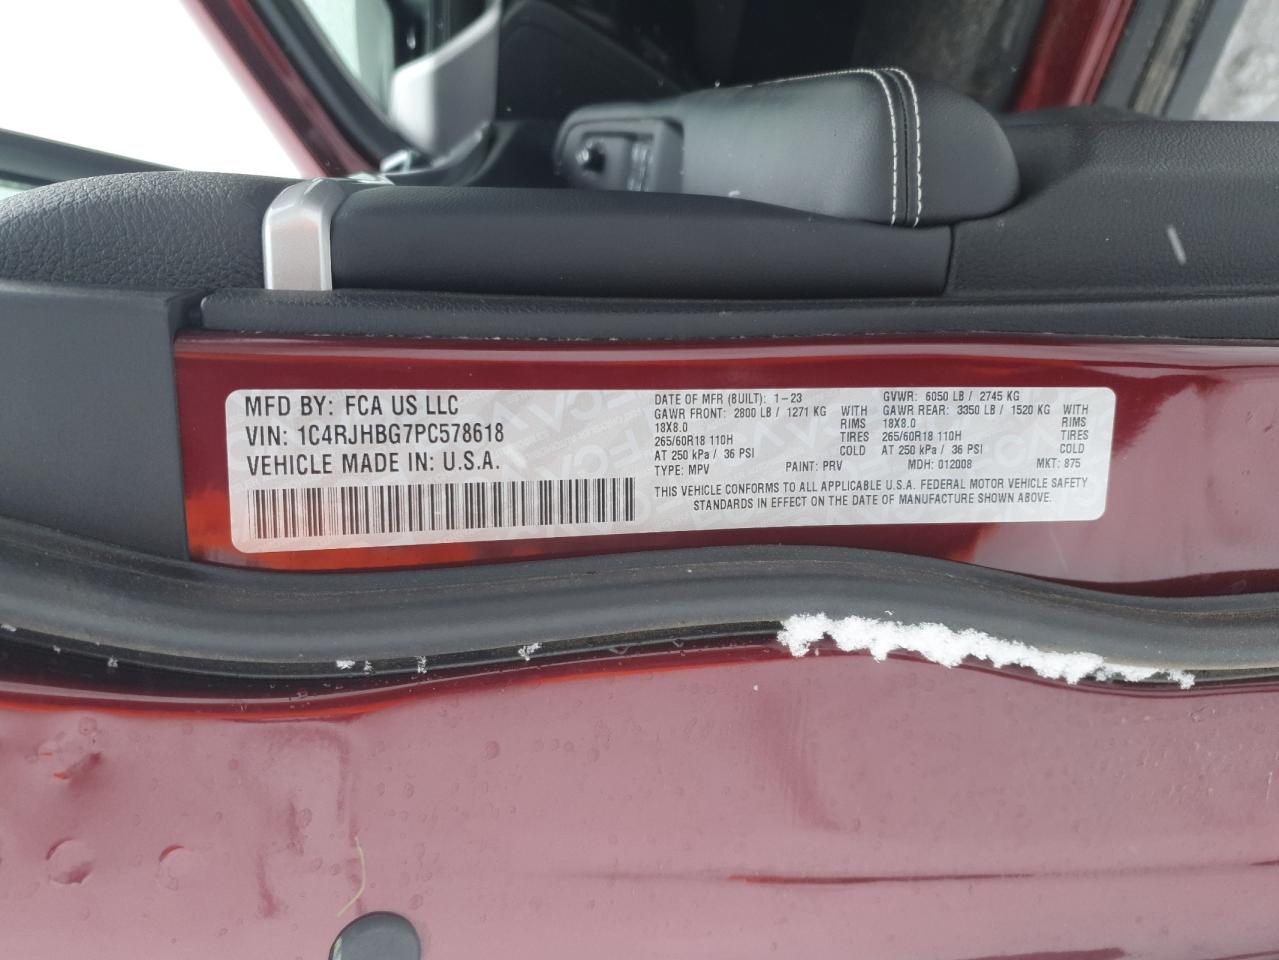 MFD BY: FCA US LLC
VIN: 1C4RJHBG7PC578618
VEHICLE MADE IN: U.S.A.
DATE OF MFR (BUILT): 1-23
GAWR FRONT: 2800 LB / 1271 KG WITH
18X8.0 RIMS
265/60R18 110H TIRES
AT 250 kPa / 36 PSI COLD
TYPE: MPV PAINT: PRV
GVWR: 6050 LB / 2745 KG
GAWR REAR: 3350 LB / 1520 KG WITH
18X8.0 RIMS
265/60R18 110H TIRES
AT 250 kPa / 36 PSI COLD
MDH: 012008 MKT: 875
THIS VEHICLE CONFORMS TO ALL APPLICABLE U.S.A. FEDERAL MOTOR VEHICLE SAFETY
STANDARDS IN EFFECT ON THE DATE OF MANUFACTURE SHOWN ABOVE.